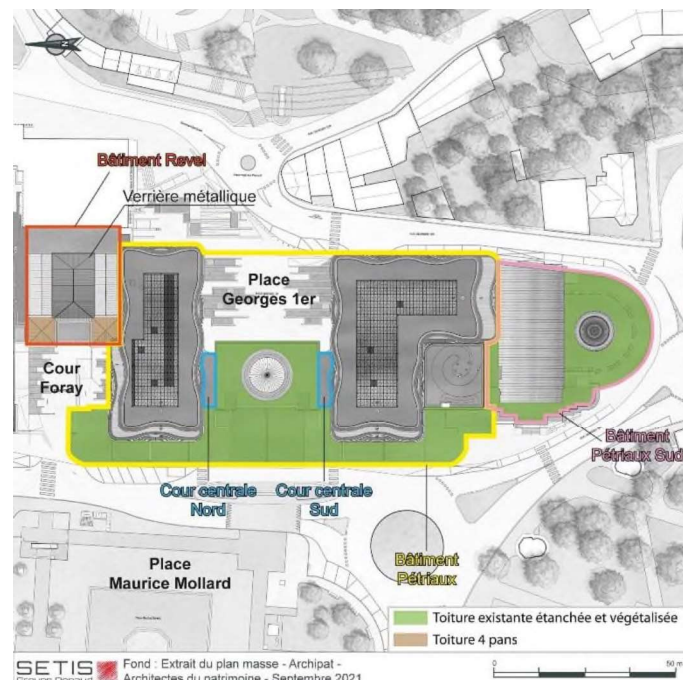 Bâtiment Revel
Verrière métallique
Place
Georges 1er
Cour
Foray
Bâtiment
Pétriaux Sud
Cour centrale
Nord
Cour centrale
Sud
Bâtiment
Pétriaux
Place
Maurice Mollard
Toiture existante étanchée et végétalisée
Toiture 4 pans
SETIS
Fond : Extrait du plan masse - Archipat -
Architectes du patrimoine - Septembre 2021
0
50 m